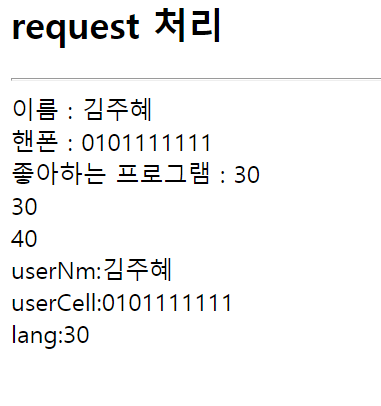 request 처리
이름 : 김주혜
핸폰 : 0101111111
좋아하는 프로그램 : 30
30
40
userNm:김주혜
userCell:0101111111
lang:30